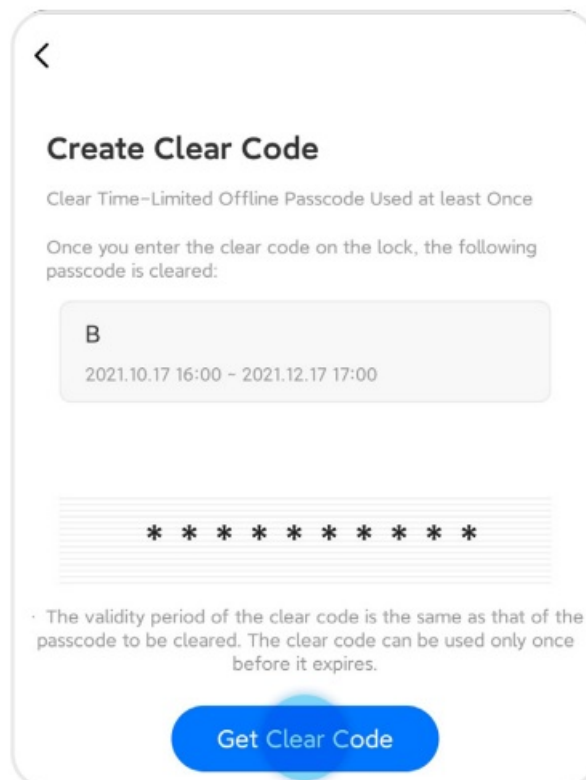 Create Clear Code
Clear Time-Limited Offline Passcode Used at least Once
Once you enter the clear code on the lock, the following
passcode is cleared:
B
2021.10.17 16:00 - 2021.12.17 17:00
* * * * * * * * * *
· The validity period of the clear code is the same as that of the
passcode to be cleared. The clear code can be used only once
before it expires.
Get Clear Code